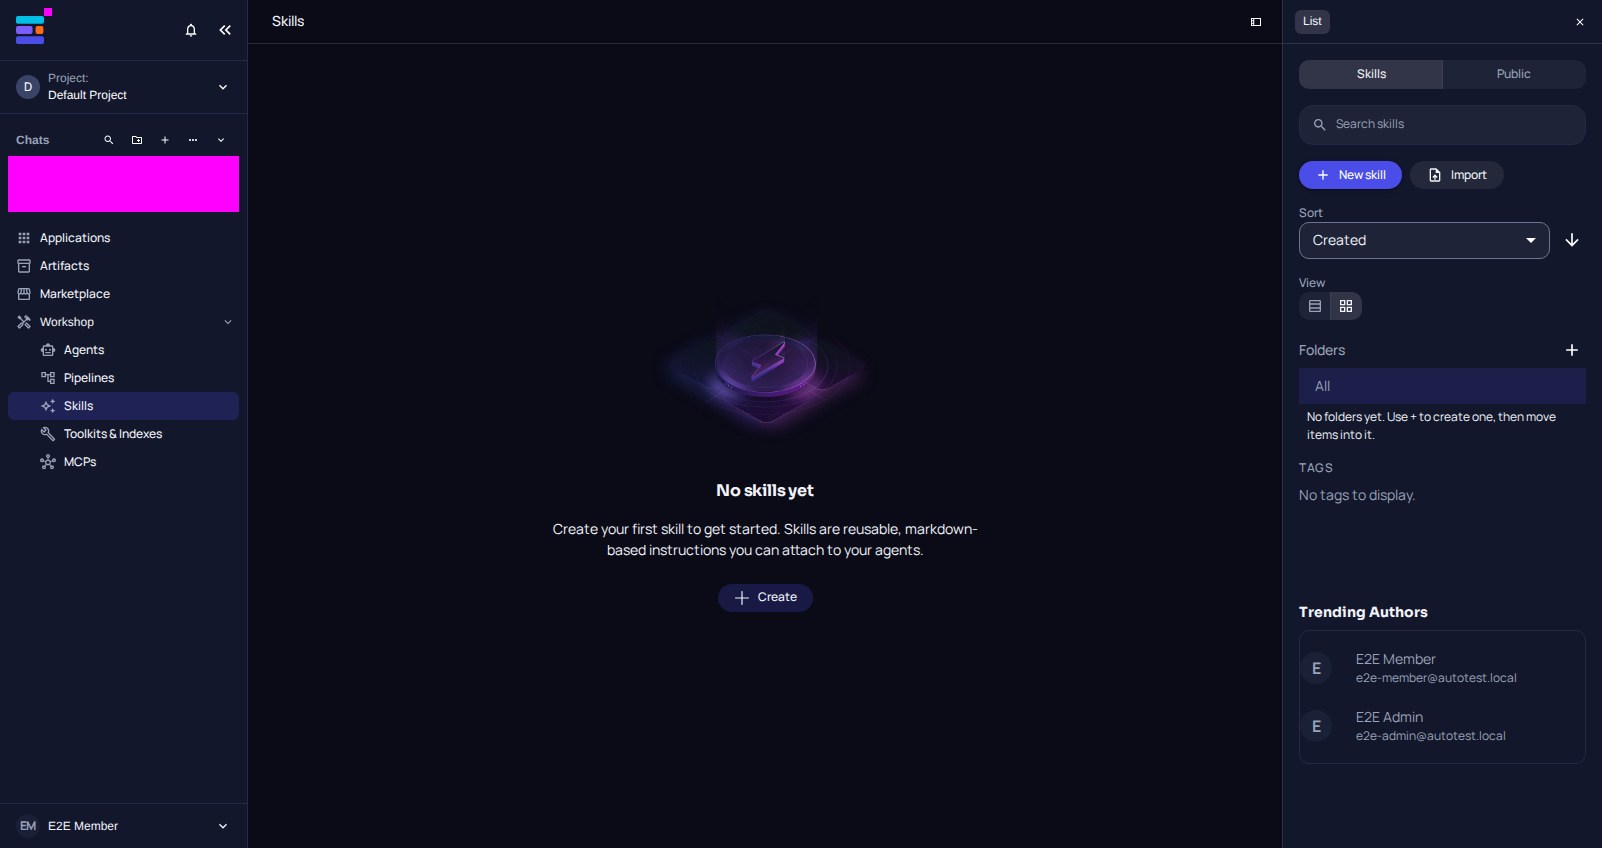 Skills
List
Project:
D
Default Project
Skills
Public
Chats
Search skills
New skill
Import
Sort
Created
View
Applications
Artifacts
Marketplace
Workshop
Agents
Pipelines
Skills
Toolkits & Indexes
MCPs
Folders
All
No folders yet. Use + to create one, then move
items into it.
TAGS
No tags to display.
No skills yet
Create your first skill to get started. Skills are reusable, markdown-
based instructions you can attach to your agents.
Create
Trending Authors
E
E2E Member
e2e-member@autotest.local
E
E2E Admin
e2e-admin@autotest.local
EM
E2E Member